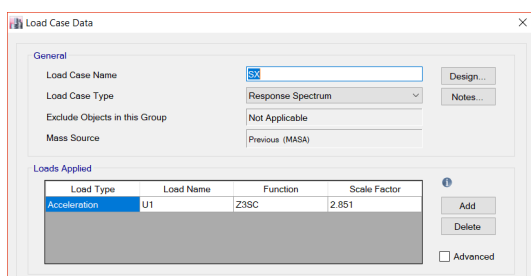 Load Case Data
General
Load Case Name SX Design...
Load Case Type Response Spectrum Notes...
Exclude Objects in this Group Not Applicable
Mass Source Previous (MASA)
Loads Applied
Load Type Load Name Function Scale Factor
Acceleration U1 Z3SC 2.851
Add
Delete
Advanced